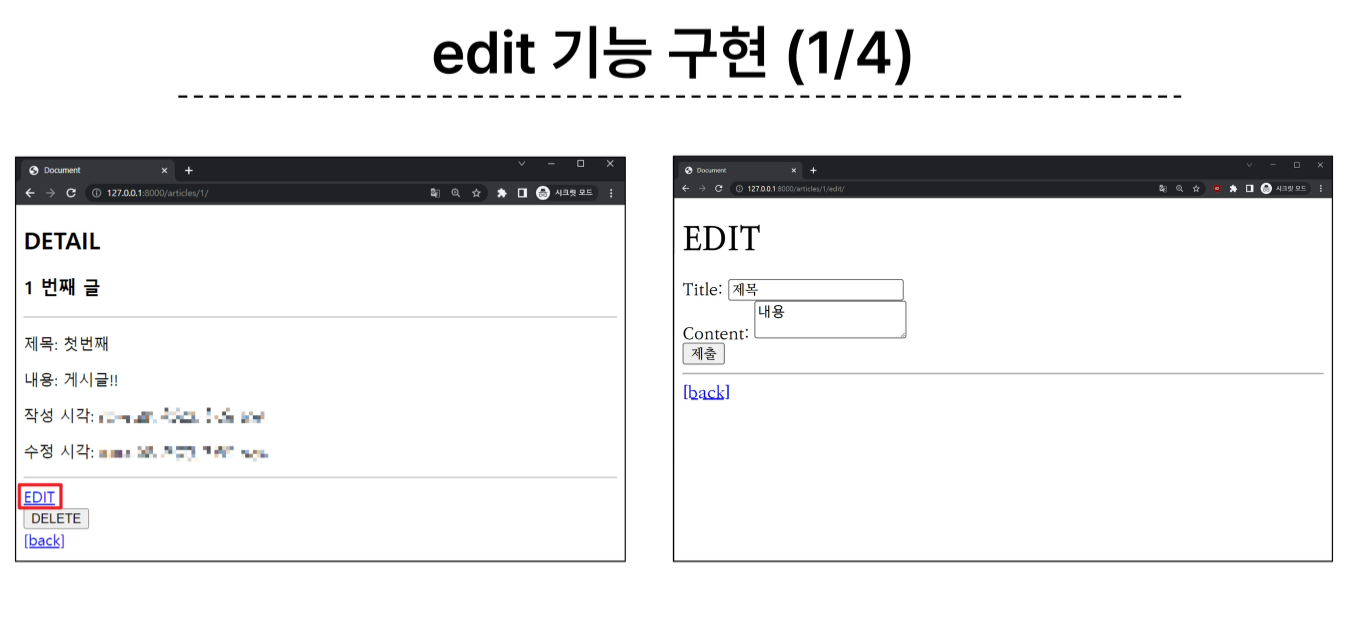 edit 기능 구현 (1/4)
Document
127.0.0.1:8000/articles/1/
시크릿 모드
DETAIL
1 번째 글
제목: 첫번째
내용: 게시글!!
작성 시각:
수정 시각:
EDIT
DELETE
[back]
Document
127.0.0.1:8000/articles/1/edit/
시크릿 모드
EDIT
Title: 제목
Content: 내용
제출
[back]